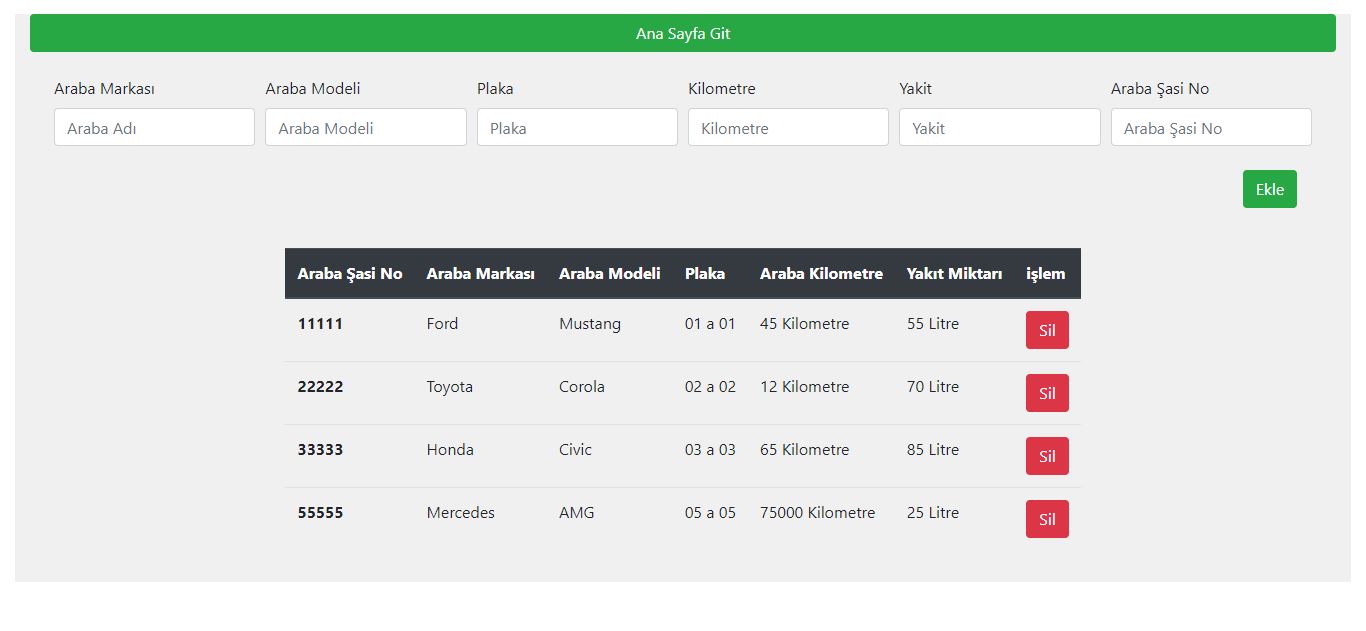 Ana Sayfa Git
Araba Markası Araba Modeli Plaka Kilometre Yakit Araba Şasi No
Araba Adı Araba Modeli Plaka Kilometre Yakit Araba Şasi No
Ekle
Araba Şasi No Araba Markası Araba Modeli Plaka Araba Kilometre Yakıt Miktarı işlem
11111 Ford Mustang 01 a 01 45 Kilometre 55 Litre Sil
22222 Toyota Corola 02 a 02 12 Kilometre 70 Litre Sil
33333 Honda Civic 03 a 03 65 Kilometre 85 Litre Sil
55555 Mercedes AMG 05 a 05 75000 Kilometre 25 Litre Sil